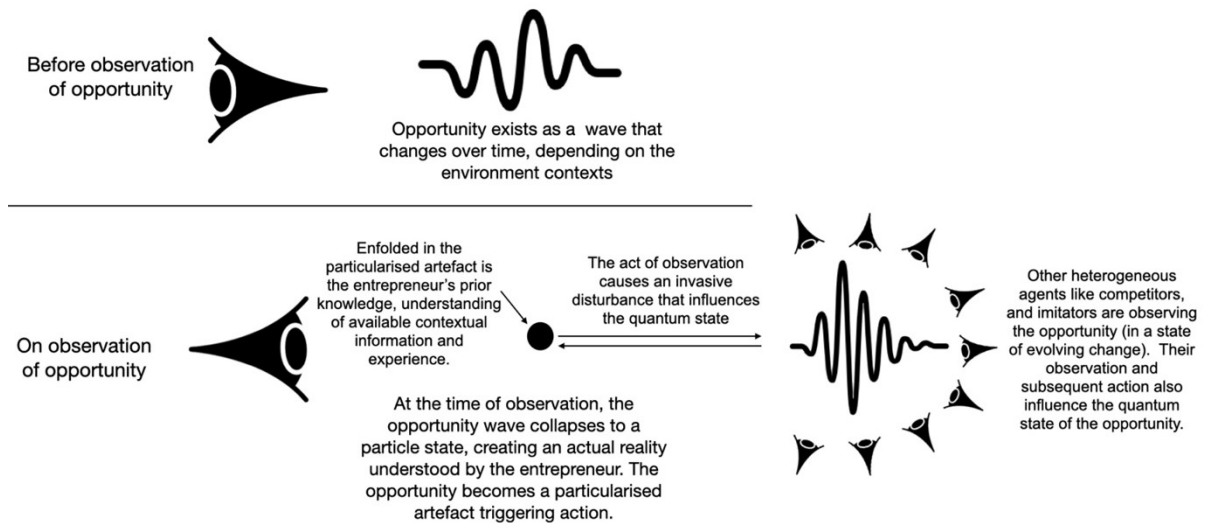 Before observation
of opportunity
Opportunity exists as a wave that
changes over time, depending on the
environment contexts
On observation
of opportunity
Enfolded in the
particularised artefact is
the entrepreneur's prior
knowledge, understanding
of available contextual
information and
experience.
The act of observation
causes an invasive
disturbance that influences
the quantum state
At the time of observation, the
opportunity wave collapses to a
particle state, creating an actual reality
understood by the entrepreneur. The
opportunity becomes a particularised
artefact triggering action.
Other heterogeneous
agents like competitors,
and imitators are observing
the opportunity (in a state
of evolving change). Their
observation and
subsequent action also
influence the quantum
state of the opportunity.